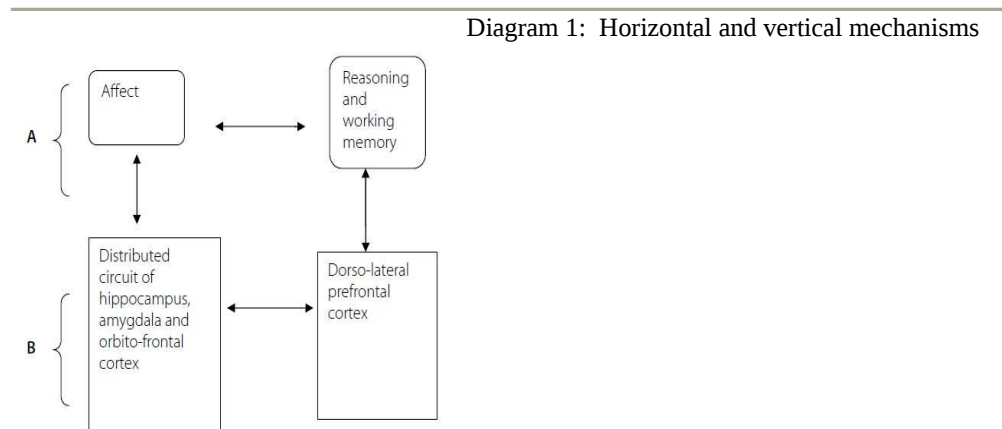 Diagram 1: Horizontal and vertical mechanisms
Affect
Reasoning
and
working
memory
A
Distributed
circuit of
hippocampus,
amygdala and
orbito-frontal
cortex
Dorso-lateral
prefrontal
cortex
B